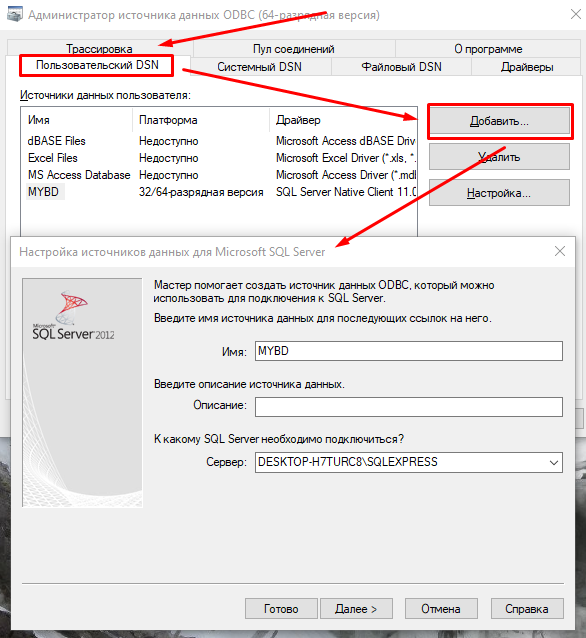 Администратор источника данных ODBC (64-разрядная версия)
Трассировка
Пул соединений
О программе
Пользовательский DSN
Системный DSN
Файловый DSN
Драйверы
Источники данных пользователя:
Имя Платформа Драйвер
dBASE Files Недоступно Microsoft Access dBASE Driv
Excel Files Недоступно Microsoft Excel Driver (*.xls, *.
MS Access Database Недоступно Microsoft Access Driver (*.mdl
MYBD 32/64-разрядная версия SQL Server Native Client 11.0
Добавить...
Удалить
Настройка...
Настройка источников данных для Microsoft SQL Server
Microsoft
SQL Server 2012
Мастер помогает создать источник данных ODBC, который можно
использовать для подключения к SQL Server.
Введите имя источника данных для последующих ссылок на него.
Имя: MYBD
Введите описание источника данных.
Описание:
К какому SQL Server необходимо подключиться?
Сервер: DESKTOP-H7TURC8\SQLEXPRESS
Готово
Далее >
Отмена
Справка